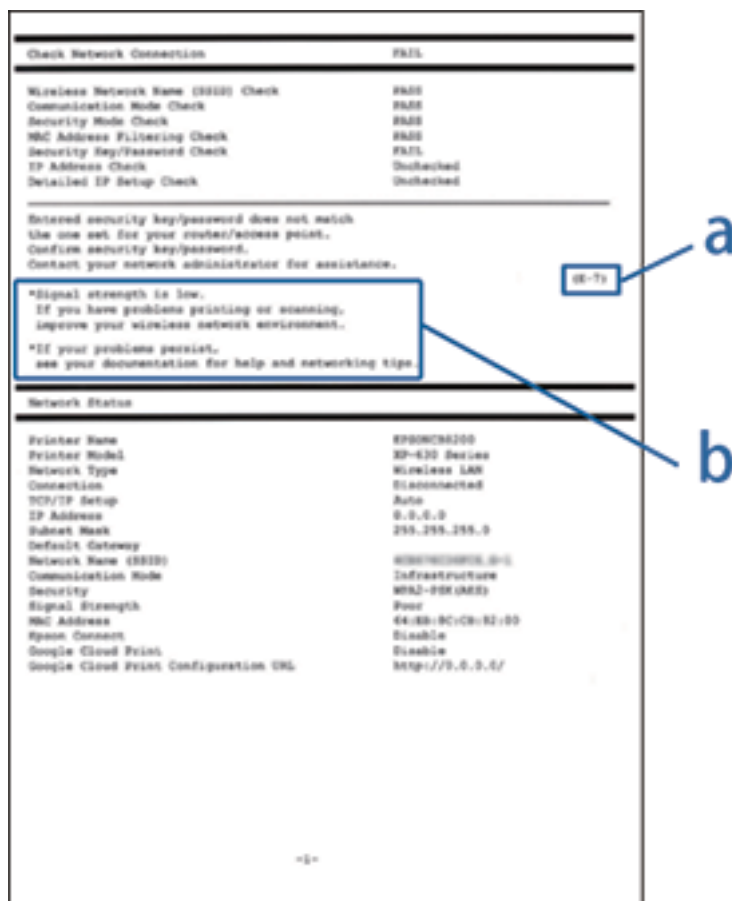 Check Network Connection FAIL
Wireless Network Name (SSID) Check PASS
Communication Mode Check PASS
Security Mode Check PASS
MAC Address Filtering Check PASS
Security Key/Password Check FAIL
IP Address Check Unchecked
Detailed IP Setup Check Unchecked
Entered security key/password does not match
the one set for your router/access point.
Confirm security key/password.
Contact your network administrator for assistance.
(E-7)
a
*Signal strength is low.
If you have problems printing or scanning,
improve your wireless network environment.
*If your problems persist,
see your documentation for help and networking tips.
b
Network Status
Printer Name
Printer Model XP-630 Series
Network Type Wireless LAN
Connection Disconnected
TCP/IP Setup Auto
IP Address 0.0.0.0
Subnet Mask 255.255.255.0
Default Gateway
Network Name (SSID)
Communication Mode Infrastructure
Security WPA2-PSK(AES)
Signal Strength Poor
MAC Address
Epson Connect Disable
Google Cloud Print Disable
Google Cloud Print Configuration URL http://0.0.0.0/
-1-